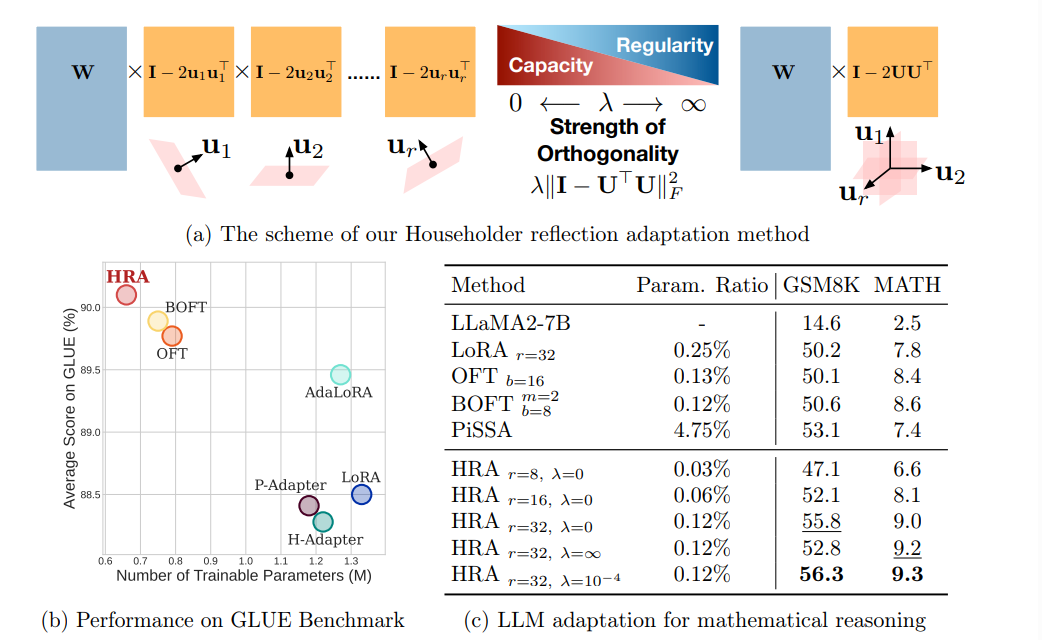 W × I − 2u₁u₁⊤ × I − 2u₂u₂⊤ ...... I − 2uᵣuᵣ⊤
u₁ u₂ uᵣ
Regularity
Capacity
0 ⟵ λ ⟶ ∞
Strength of
Orthogonality
λ‖I − U⊤U‖²_F
W × I − 2UU⊤
u₁
u₂
uᵣ
(a) The scheme of our Householder reflection adaptation method
Average Score on GLUE (%)
90.0
89.5
89.0
88.5
HRA
BOFT
OFT
AdaLoRA
LoRA
P-Adapter
H-Adapter
0.6 0.7 0.8 0.9 1.0 1.1 1.2 1.3
Number of Trainable Parameters (M)
(b) Performance on GLUE Benchmark
Method Param. Ratio GSM8K MATH
LLaMA2-7B - 14.6 2.5
LoRA r=32 0.25% 50.2 7.8
OFT b=16 0.13% 50.1 8.4
BOFT m=2 b=8 0.12% 50.6 8.6
PiSSA 4.75% 53.1 7.4
HRA r=8, λ=0 0.03% 47.1 6.6
HRA r=16, λ=0 0.06% 52.1 8.1
HRA r=32, λ=0 0.12% 55.8 9.0
HRA r=32, λ=∞ 0.12% 52.8 9.2
HRA r=32, λ=10⁻⁴ 0.12% 56.3 9.3
(c) LLM adaptation for mathematical reasoning